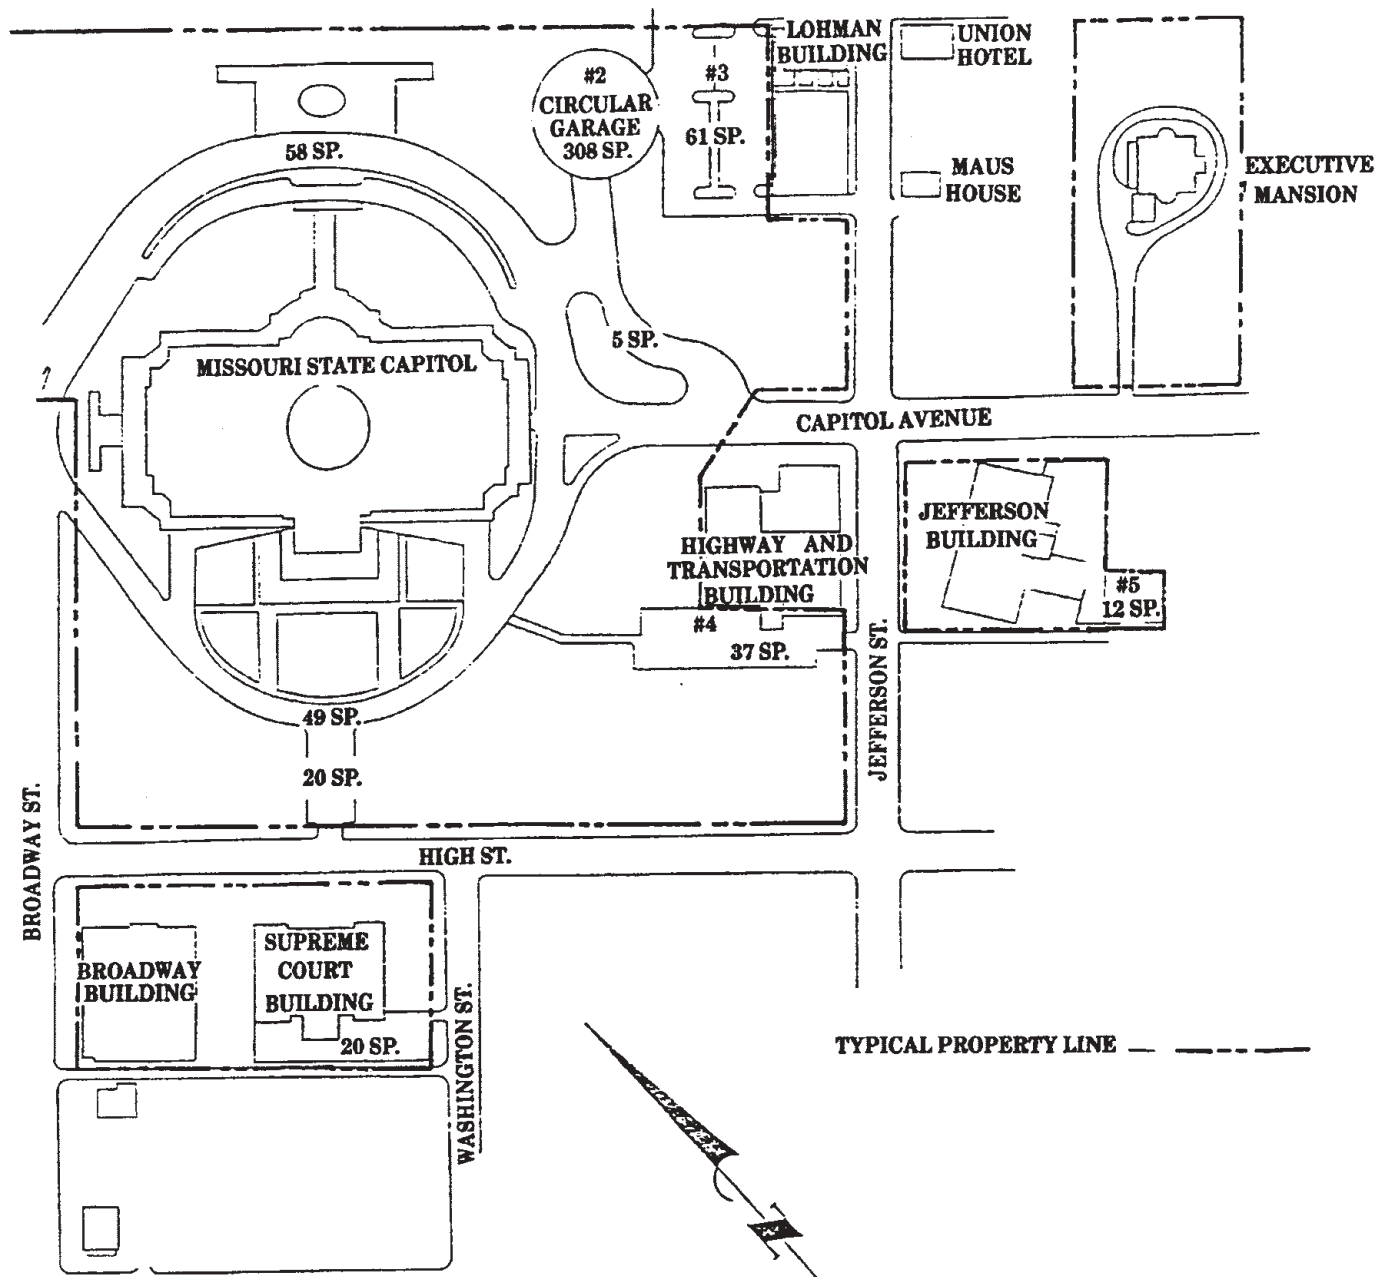 LOHMAN
BUILDING
UNION
HOTEL
#2
CIRCULAR
GARAGE
308 SP.
#3
61 SP.
58 SP.
MAUS
HOUSE
EXECUTIVE
MANSION
5 SP.
MISSOURI STATE CAPITOL
CAPITOL AVENUE
JEFFERSON
BUILDING
HIGHWAY AND
TRANSPORTATION
BUILDING
#5
12 SP.
#4
37 SP.
JEFFERSON ST.
49 SP.
20 SP.
BROADWAY ST.
HIGH ST.
SUPREME
COURT
BUILDING
BROADWAY
BUILDING
20 SP.
WASHINGTON ST.
TYPICAL PROPERTY LINE